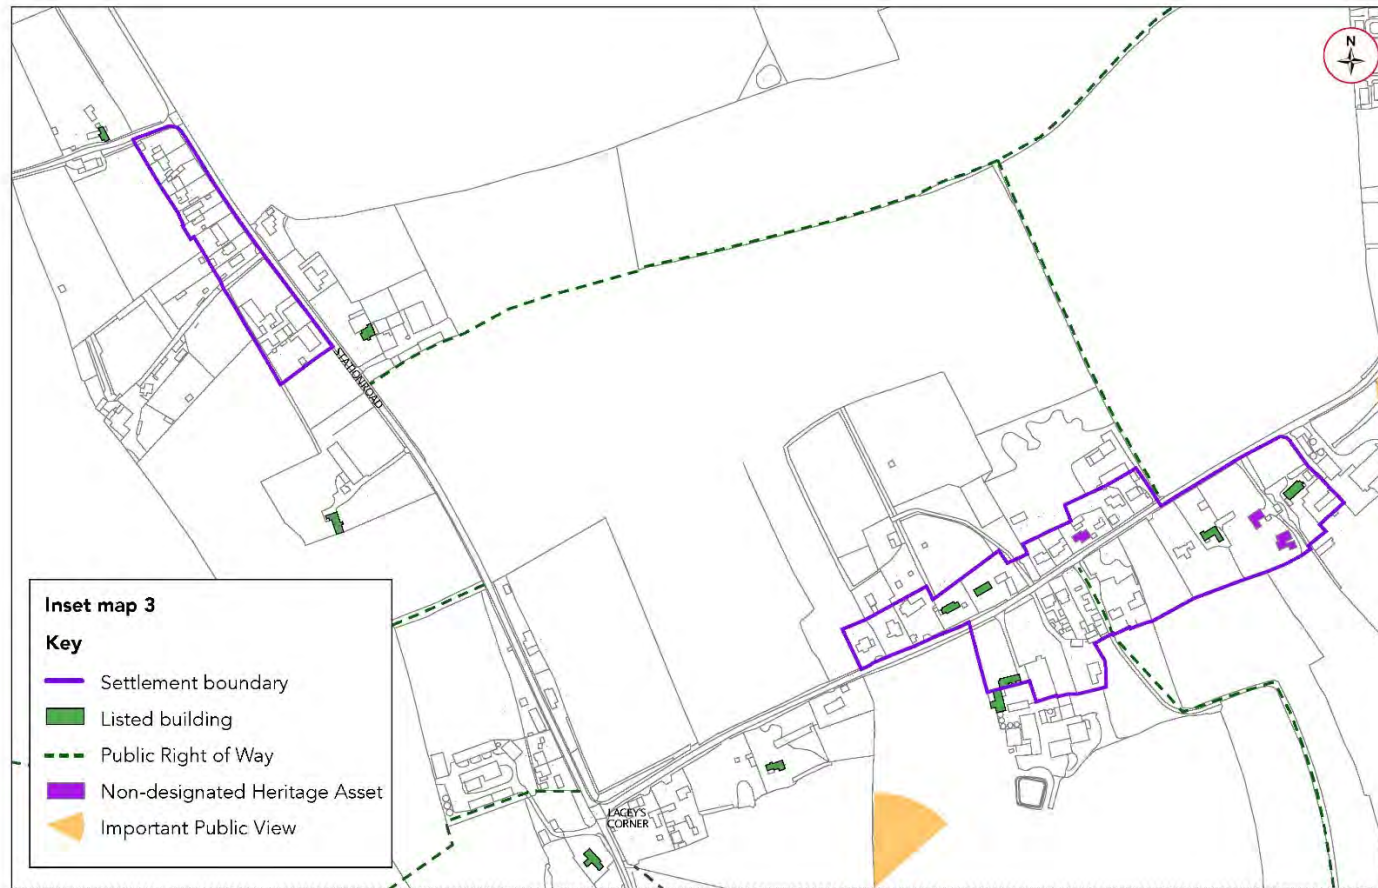 N
STATION ROAD
LACEY'S
CORNER
Inset map 3
Key
Settlement boundary
Listed building
Public Right of Way
Non-designated Heritage Asset
Important Public View